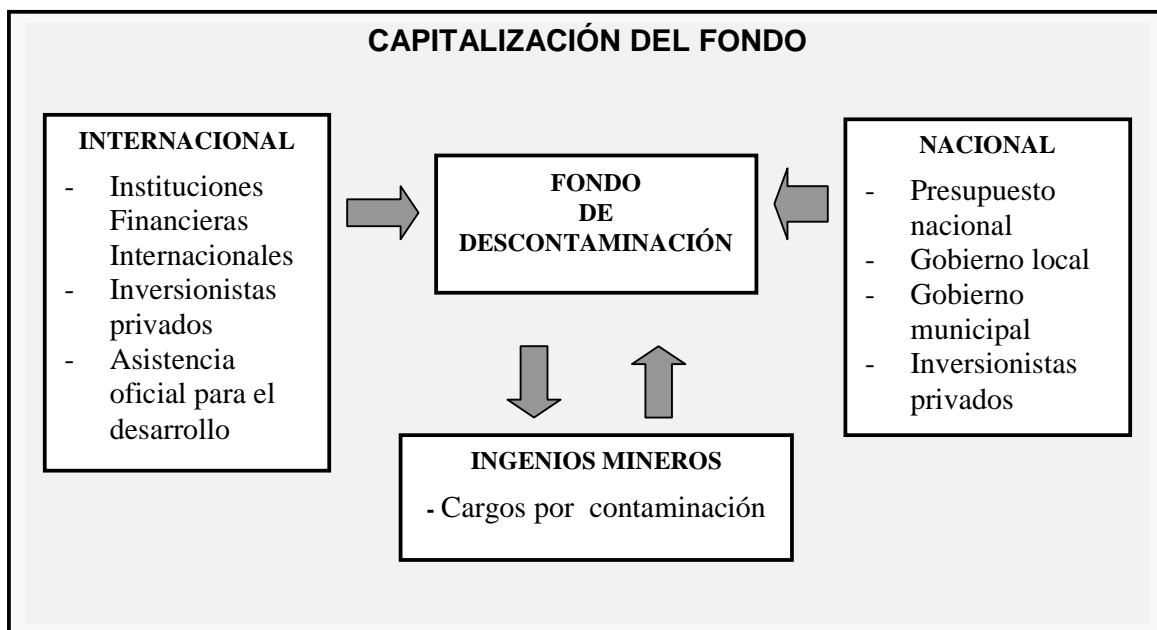 CAPITALIZACIÓN DEL FONDO
INTERNACIONAL
- Instituciones
Financieras
Internacionales
- Inversionistas
privados
- Asistencia
oficial para el
desarrollo
FONDO
DE
DESCONTAMINACIÓN
NACIONAL
- Presupuesto
nacional
- Gobierno local
- Gobierno
municipal
- Inversionistas
privados
INGENIOS MINEROS
- Cargos por contaminación